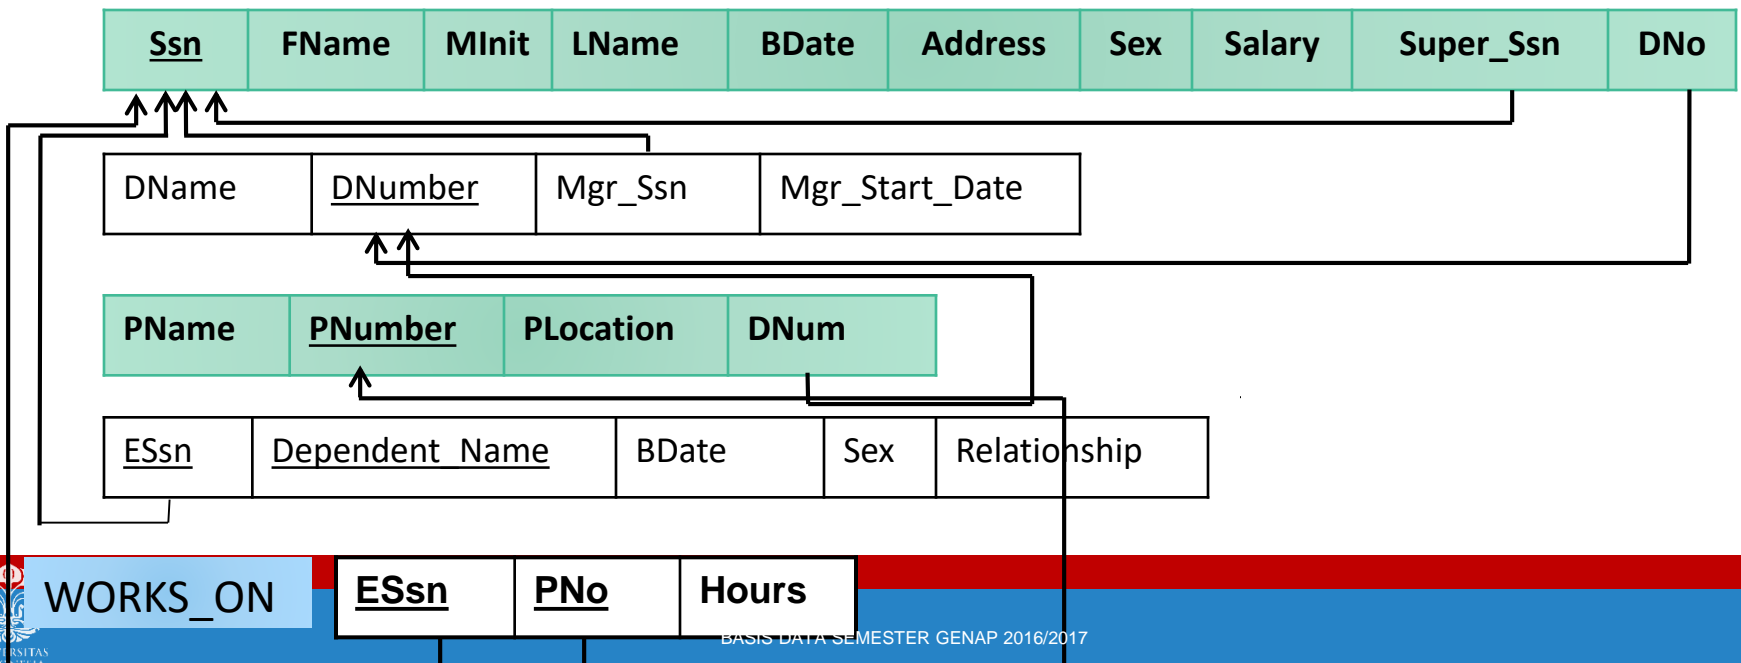 Ssn FName MInit LName BDate Address Sex Salary Super_Ssn DNo
DName DNumber Mgr_Ssn Mgr_Start_Date
PName PNumber PLocation DNum
ESsn Dependent_Name BDate Sex Relationship
WORKS_ON ESsn PNo Hours
BASIS DATA SEMESTER GENAP 2016/2017